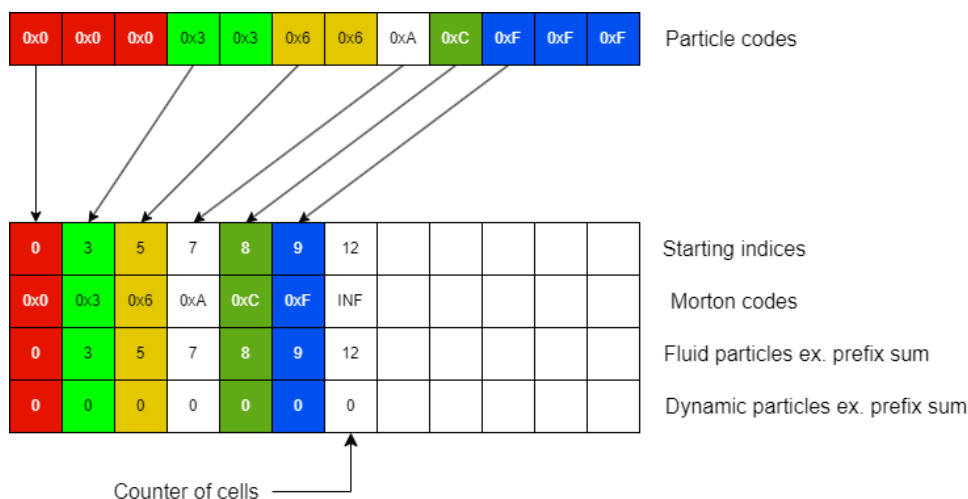 0x0 0x0 0x0 0x3 0x3 0x6 0x6 0xA 0xC 0xF 0xF 0xF Particle codes
0 3 5 7 8 9 12 Starting indices
0x0 0x3 0x6 0xA 0xC 0xF INF Morton codes
0 3 5 7 8 9 12 Fluid particles ex. prefix sum
0 0 0 0 0 0 0 Dynamic particles ex. prefix sum
Counter of cells